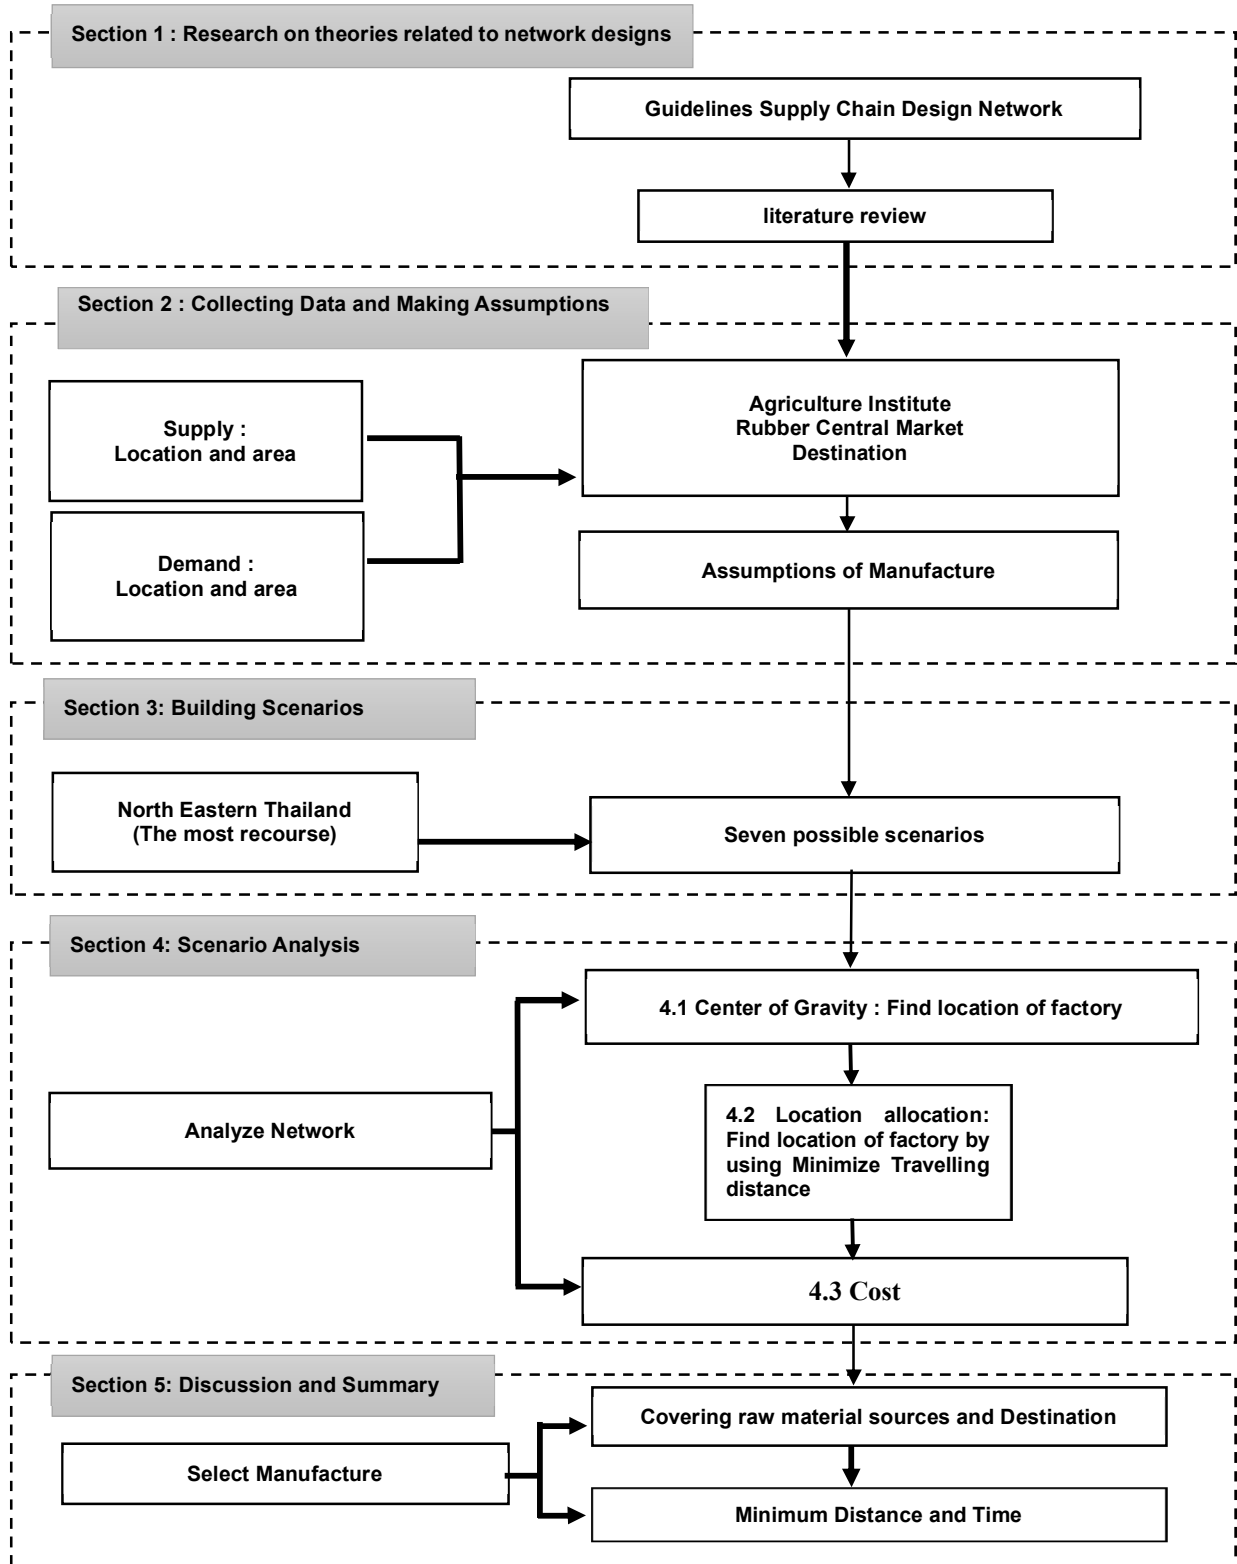 Section 1 : Research on theories related to network designs
Guidelines Supply Chain Design Network
literature review
Section 2 : Collecting Data and Making Assumptions
Supply :
Location and area
Demand :
Location and area
Agriculture Institute
Rubber Central Market
Destination
Assumptions of Manufacture
Section 3: Building Scenarios
North Eastern Thailand
(The most recourse)
Seven possible scenarios
Section 4: Scenario Analysis
Analyze Network
4.1 Center of Gravity : Find location of factory
4.2 Location allocation:
Find location of factory by
using Minimize Travelling
distance
4.3 Cost
Section 5: Discussion and Summary
Select Manufacture
Covering raw material sources and Destination
Minimum Distance and Time